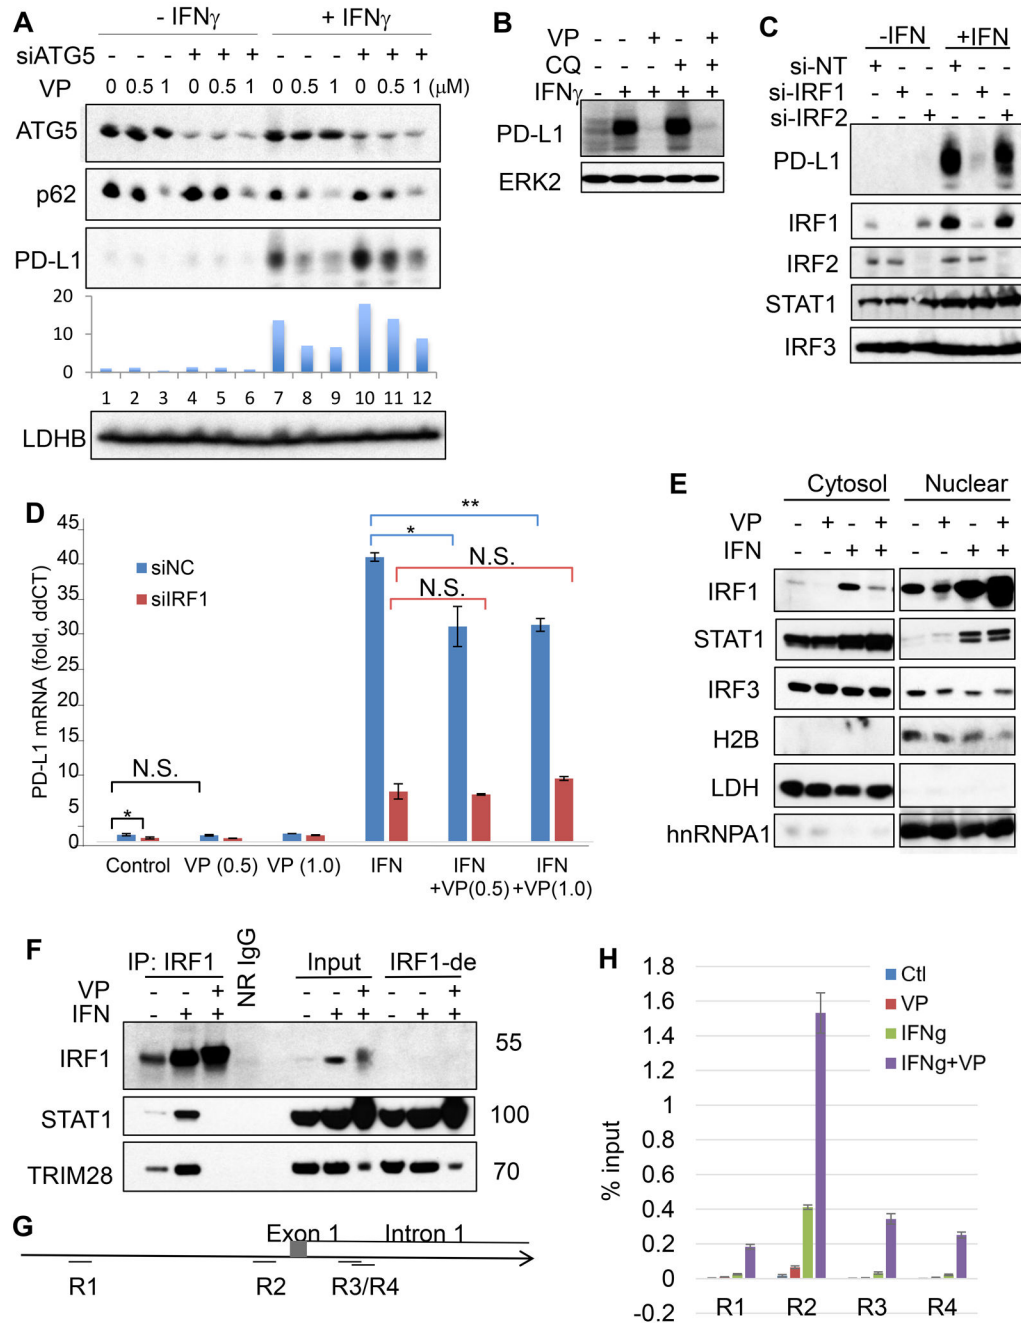 A
- IFNγ + IFNγ
siATG5 - - - + + + - - - + + +
VP 0 0.5 1 0 0.5 1 0 0.5 1 0 0.5 1 (μM)
ATG5
p62
PD-L1
20
10
0
1 2 3 4 5 6 7 8 9 10 11 12
LDHB
B
VP - - + - +
CQ - - - + +
IFNγ - + + + +
PD-L1
ERK2
C
-IFN +IFN
si-NT + +
si-IRF1 + +
si-IRF2 + +
PD-L1
IRF1
IRF2
STAT1
IRF3
D
PD-L1 mRNA (fold, ddCT)
45
40
35
30
25
20
15
10
5
0
siNC
siIRF1
**
*
N.S.
N.S.
N.S.
*
Control VP (0.5) VP (1.0) IFN IFN IFN
+VP(0.5) +VP(1.0)
E
Cytosol Nuclear
VP - + - + - + - +
IFN - - + + - - + +
IRF1
STAT1
IRF3
H2B
LDH
hnRNPA1
F
IP: IRF1 NR IgG Input IRF1-de
VP - - + - - + - - +
IFN - + + - + + - + +
IRF1 55
STAT1 100
TRIM28 70
G
Exon 1 Intron 1
R1 R2 R3/R4
H
% input
1.8
1.6
1.4
1.2
1
0.8
0.6
0.4
0.2
0
-0.2
Ctl
VP
IFNg
IFNg+VP
R1 R2 R3 R4